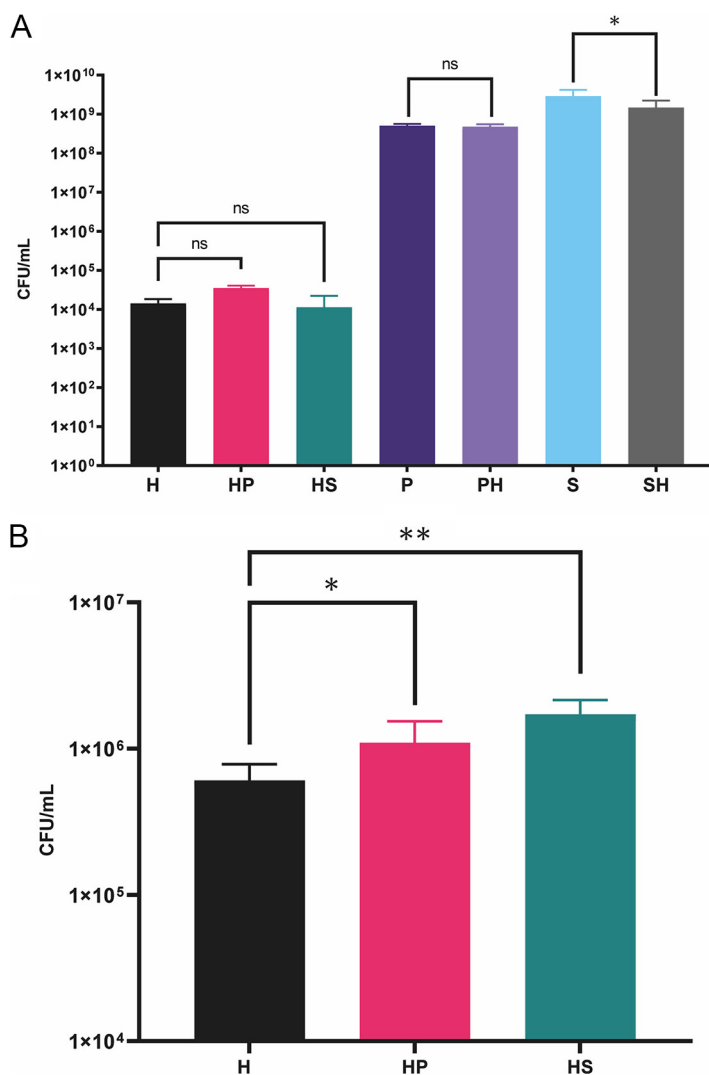 A
*
ns
1×10¹⁰
1×10⁹
1×10⁸
1×10⁷
1×10⁶
1×10⁵
1×10⁴
1×10³
1×10²
1×10¹
1×10⁰
CFU/mL
ns
ns
H HP HS P PH S SH
B
**
*
1×10⁷
1×10⁶
1×10⁵
1×10⁴
CFU/mL
H HP HS